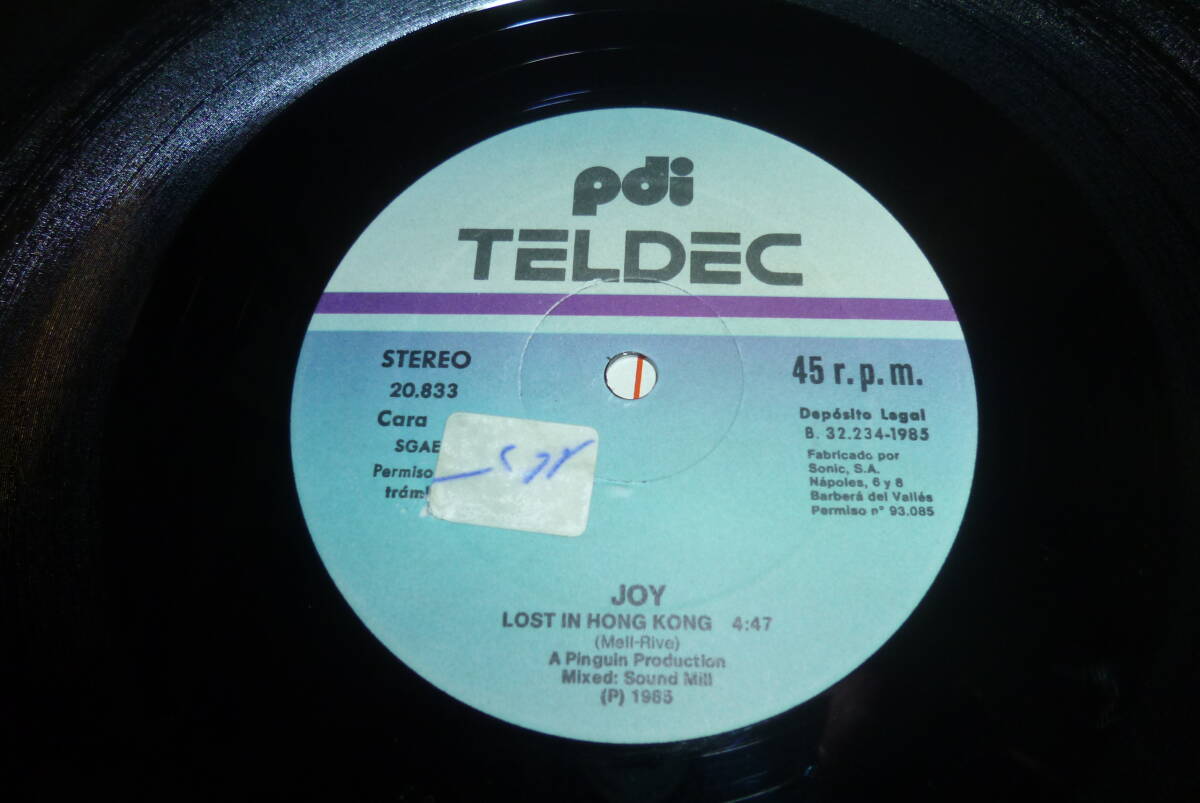 pdi
TELDEC
STEREO
20.833
Cara
SGAE
Permiso
trám
45 r.p.m.
Depósito Legal
B. 32.234-1985
Fabricado por
Sonic, S.A.
Nápoles, 6 y 8
Barberá del Vallés
Permiso n° 93.085
JOY
LOST IN HONG KONG 4:47
(Mell-Rive)
A Pinguin Production
Mixed: Sound Mill
(P) 1985